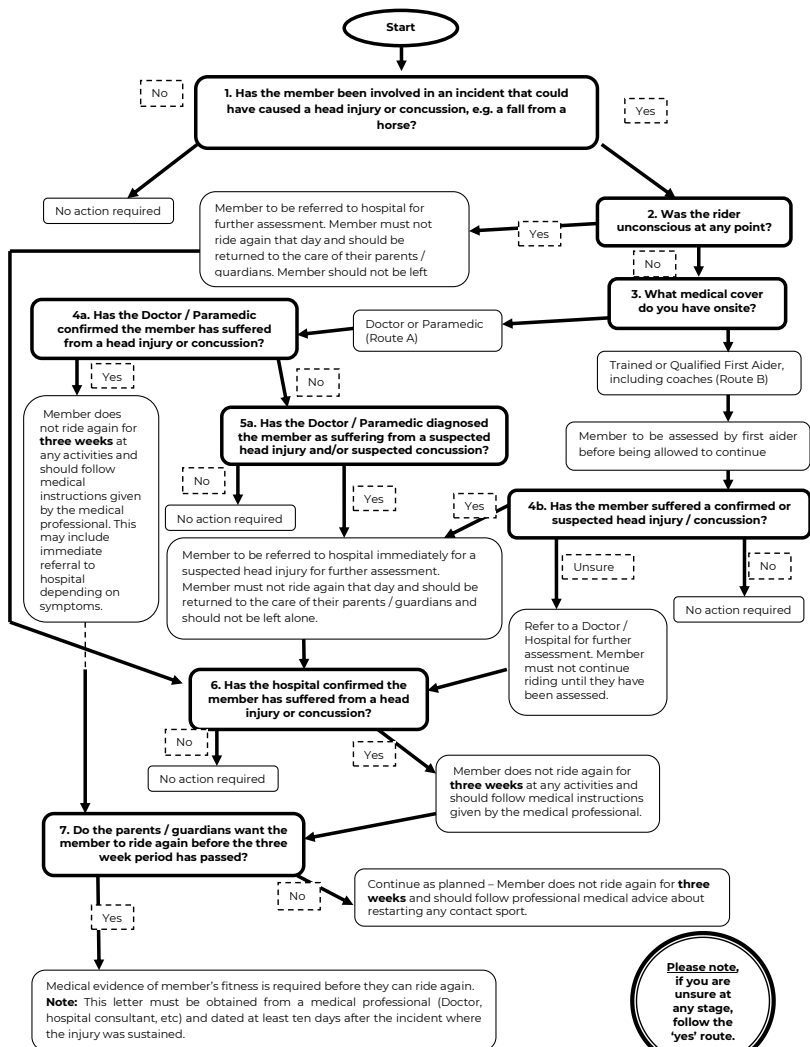 Start
No
1. Has the member been involved in an incident that could
have caused a head injury or concussion, e.g. a fall from a
horse?
Yes
No action required
Member to be referred to hospital for
further assessment. Member must not
ride again that day and should be
returned to the care of their parents /
guardians. Member should not be left
Yes
2. Was the rider
unconscious at any point?
No
3. What medical cover
do you have onsite?
4a. Has the Doctor / Paramedic
confirmed the member has suffered
from a head injury or concussion?
Doctor or Paramedic
(Route A)
Trained or Qualified First Aider,
including coaches (Route B)
Yes
No
Member does
not ride again for
three weeks at
any activities and
should follow
medical
instructions given
by the medical
professional. This
may include
immediate
referral to
hospital
depending on
symptoms.
5a. Has the Doctor / Paramedic diagnosed
the member as suffering from a suspected
head injury and/or suspected concussion?
Member to be assessed by first aider
before being allowed to continue
No
Yes
Yes
4b. Has the member suffered a confirmed or
suspected head injury / concussion?
No action required
Member to be referred to hospital immediately for a
suspected head injury for further assessment.
Member must not ride again that day and should be
returned to the care of their parents / guardians and
should not be left alone.
Unsure
No
No action required
Refer to a Doctor /
Hospital for further
assessment. Member
must not continue
riding until they have
been assessed.
6. Has the hospital confirmed the
member has suffered from a head
injury or concussion?
No
Yes
No action required
Member does not ride again for
three weeks at any activities and
should follow medical instructions
given by the medical professional.
7. Do the parents / guardians want the
member to ride again before the three
week period has passed?
No
Continue as planned – Member does not ride again for three
weeks and should follow professional medical advice about
restarting any contact sport.
Yes
Medical evidence of member's fitness is required before they can ride again.
Note: This letter must be obtained from a medical professional (Doctor,
hospital consultant, etc) and dated at least ten days after the incident where
the injury was sustained.
Please note,
if you are
unsure at
any stage,
follow the
'yes' route.